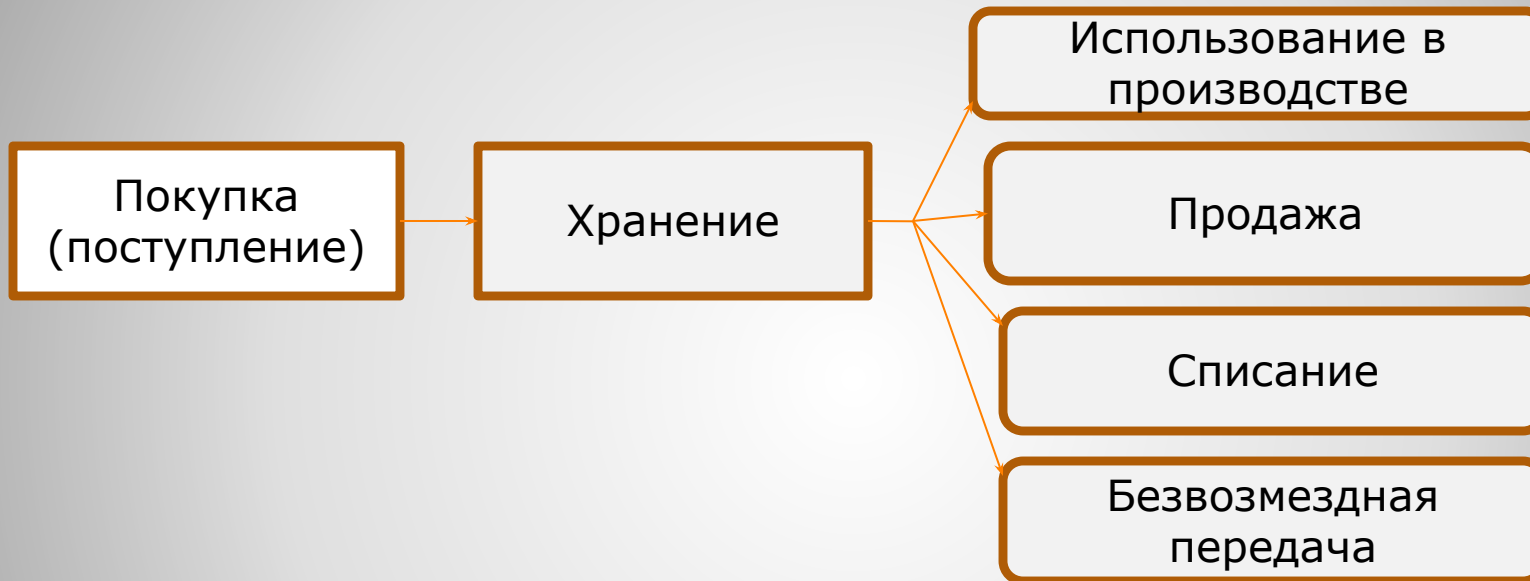 Покупка
(поступление)
Хранение
Использование в
производстве
Продажа
Списание
Безвозмездная
передача